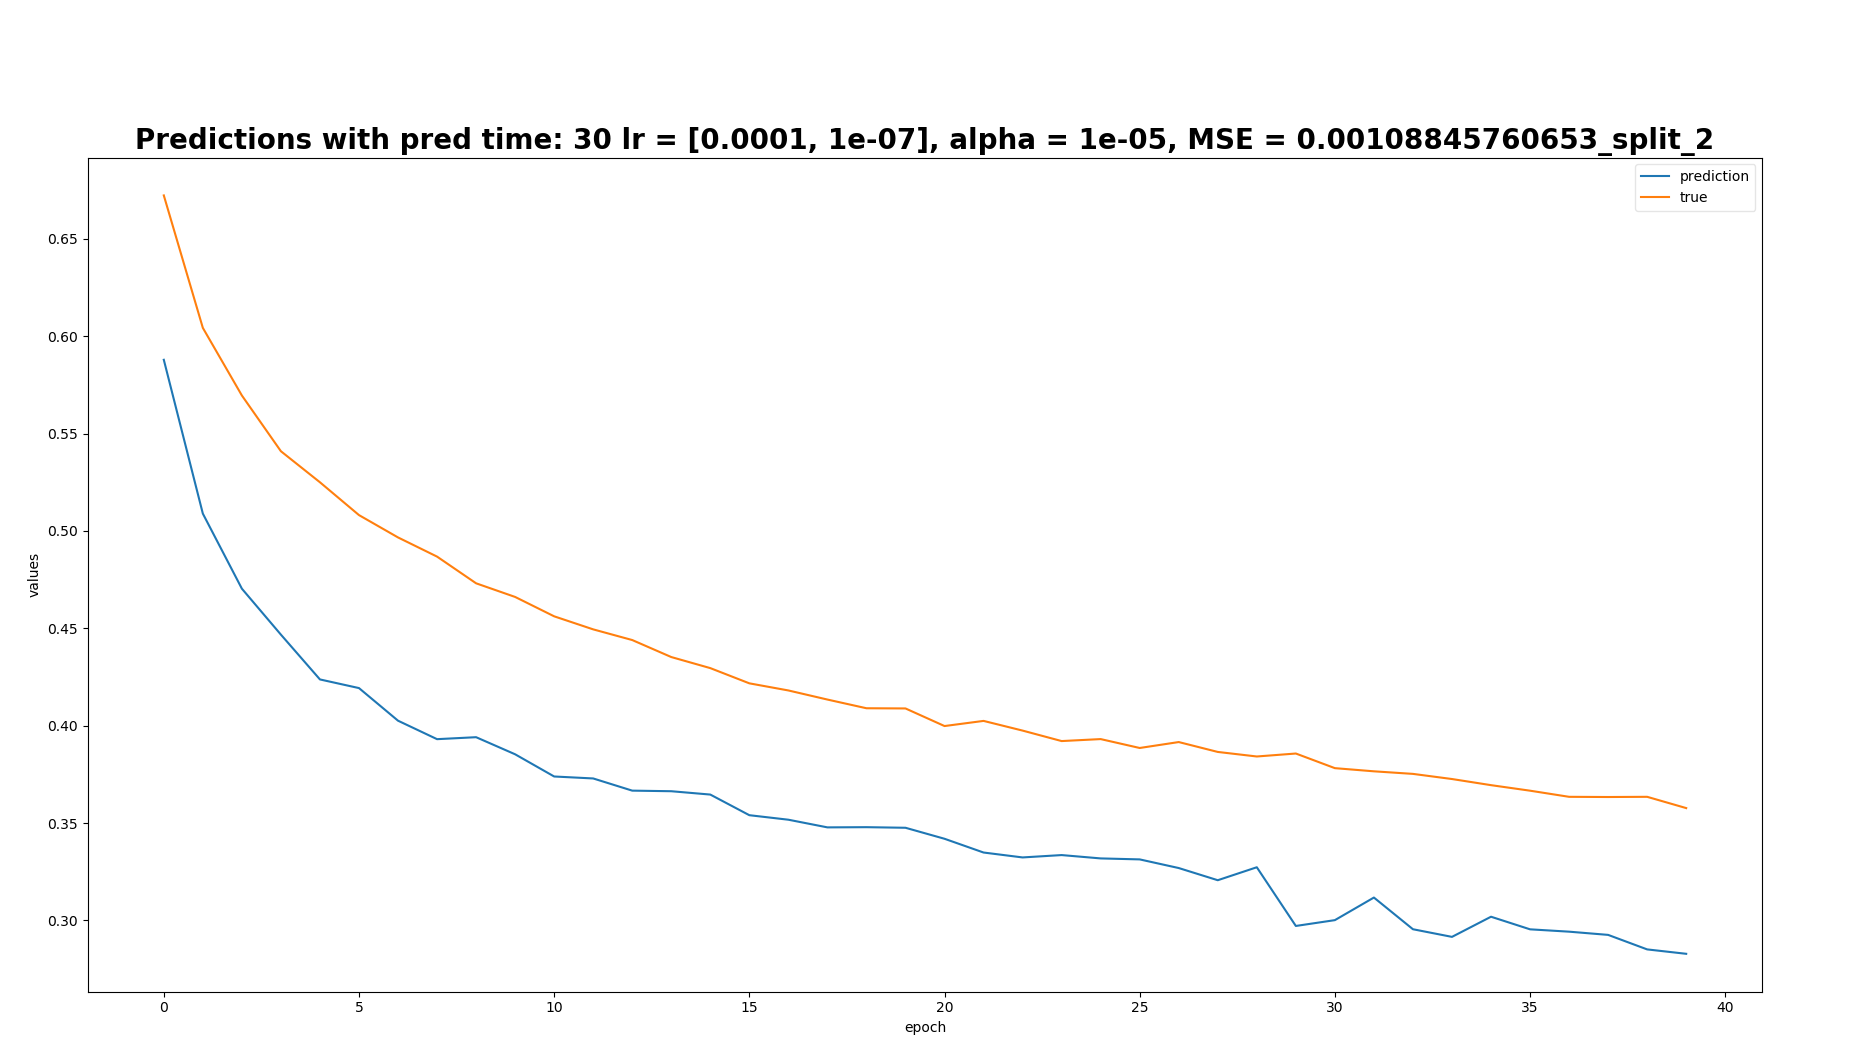 Predictions with pred time: 30 lr = [0.0001, 1e-07], alpha = 1e-05, MSE = 0.00108845760653_split_2
prediction
true
values
0.65
0.60
0.55
0.50
0.45
0.40
0.35
0.30
0 5 10 15 20 25 30 35 40
epoch